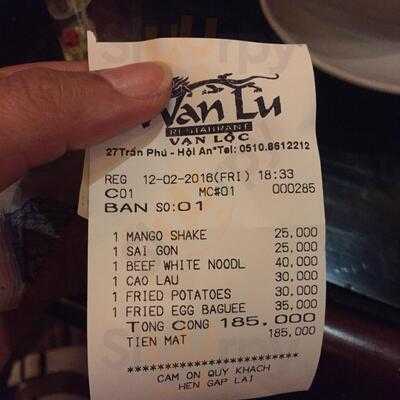 Wan Lu
RESTAURANT
VẠN LỘC
27Trần Phú - Hội An*Tel: 0510.8612212
REG 12-02-2016(FRI) 18:33
C01 MC#01 000285
BAN SO:01
1 MANGO SHAKE 25,000
1 SAI GON 25,000
1 BEEF WHITE NOODL 40,000
1 CAO LAU 30,000
1 FRIED POTATOES 30,000
1 FRIED EGG BAGUEE 35,000
TONG CONG 185,000
TIEN MAT 185,000
***********************
CAM ON QUY KHACH
HEN GAP LAI